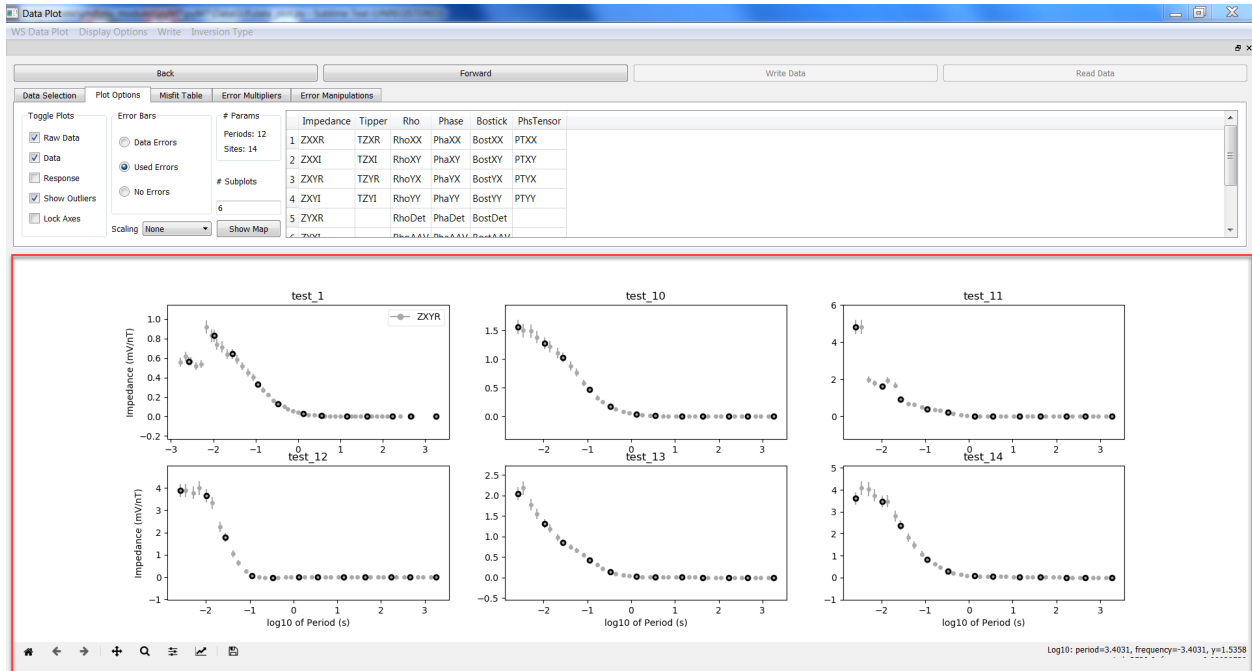 Data Plot
WS Data Plot Display Options Write Inversion Type
Back Forward Write Data Read Data
Data Selection Plot Options Misfit Table Error Multipliers Error Manipulations
Toggle Plots
Raw Data
Data
Response
Show Outliers
Lock Axes
Error Bars
Data Errors
Used Errors
No Errors
Scaling None
# Params
Periods: 12
Sites: 14
# Subplots
6
Show Map
Impedance Tipper Rho Phase Bostick PhsTensor
1 ZXXR TZXR RhoXX PhaXX BostXX PTXX
2 ZXXI TZXI RhoXY PhaXY BostXY PTXY
3 ZXYR TZYR RhoYX PhaYX BostYX PTYX
4 ZXYI TZYI RhoYY PhaYY BostYY PTYY
5 ZYXR RhoDet PhaDet BostDet
test_1
ZXYR
Impedance (mV/nT)
1.0
0.8
0.6
0.4
0.2
0.0
−0.2
−3 −2 −1 0 1 2 3
test_10
1.5
1.0
0.5
0.0
−2 −1 0 1 2 3
test_11
6
4
2
0
−2 −1 0 1 2 3
test_12
Impedance (mV/nT)
4
3
2
1
0
−1
−2 −1 0 1 2 3
log10 of Period (s)
test_13
2.5
2.0
1.5
1.0
0.5
0.0
−0.5
−2 −1 0 1 2 3
log10 of Period (s)
test_14
5
4
3
2
1
0
−1
−2 −1 0 1 2 3
log10 of Period (s)
Log10: period=3.4031, frequency=-3.4031, y=1.5358